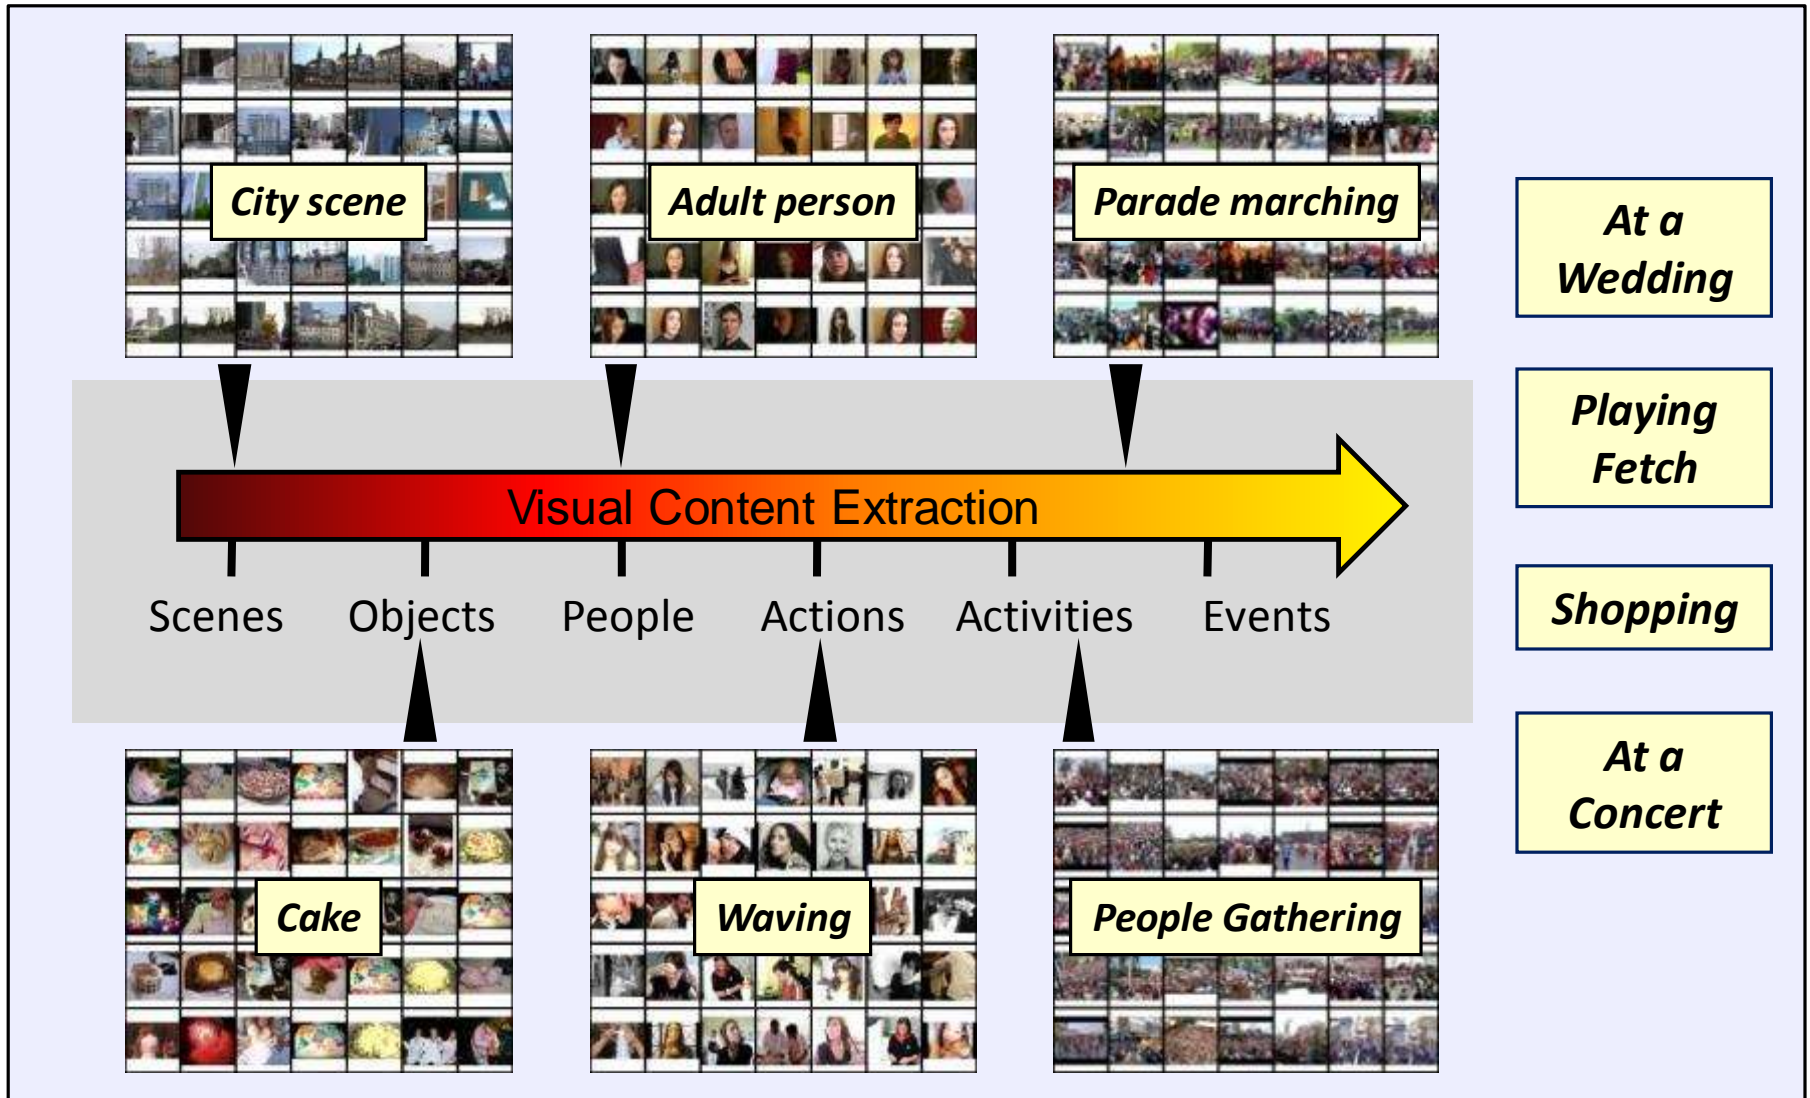 City scene
Adult person
Parade marching
At a
Wedding
Playing
Fetch
Visual Content Extraction
Scenes
Objects
People
Actions
Activities
Events
Shopping
At a
Concert
Cake
Waving
People Gathering